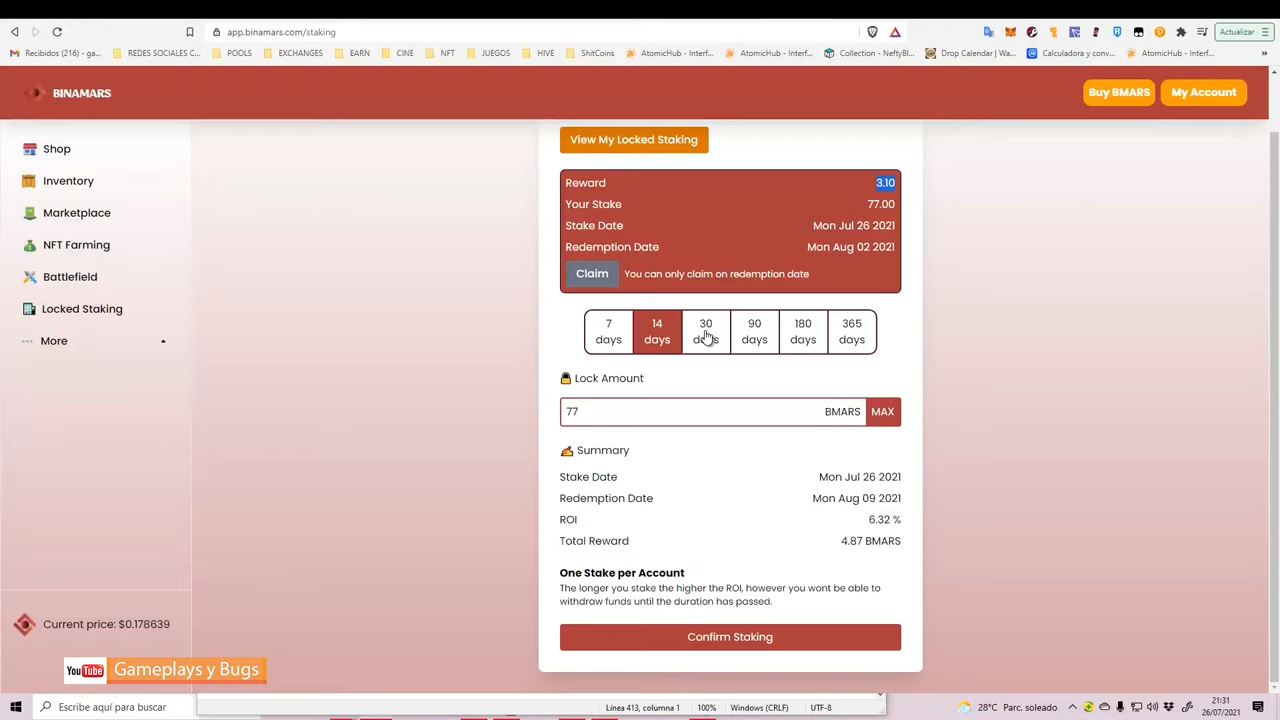 app.binamars.com/staking
Actualizar
Recibidos (216) - ga...
REDES SOCIALES C...
POOLS
EXCHANGES
EARN
CINE
NFT
JUEGOS
HIVE
ShitCoins
AtomicHub - Interf...
AtomicHub - Interf...
Collection - NeftyBl...
Drop Calendar | Wa...
Calculadora y conv...
AtomicHub - Interf...
»
BINAMARS
Buy BMARS
My Account
Shop
Inventory
Marketplace
NFT Farming
Battlefield
Locked Staking
More
Current price: $0.178639
View My Locked Staking
Reward 3.10
Your Stake 77.00
Stake Date Mon Jul 26 2021
Redemption Date Mon Aug 02 2021
Claim You can only claim on redemption date
7 days
14 days
30 days
90 days
180 days
365 days
Lock Amount
77 BMARS MAX
Summary
Stake Date Mon Jul 26 2021
Redemption Date Mon Aug 09 2021
ROI 6.32 %
Total Reward 4.87 BMARS
One Stake per Account
The longer you stake the higher the ROI, however you wont be able to
withdraw funds until the duration has passed.
Confirm Staking
YouTube Gameplays y Bugs
Escribe aquí para buscar
Línea 413, columna 1 100% Windows (CRLF) UTF-8
28°C Parc. soleado
21:31
26/07/2021